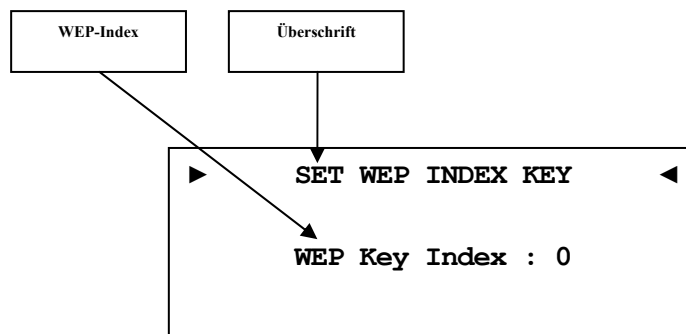 WEP-Index
Überschrift
► SET WEP INDEX KEY ◄
WEP Key Index : 0